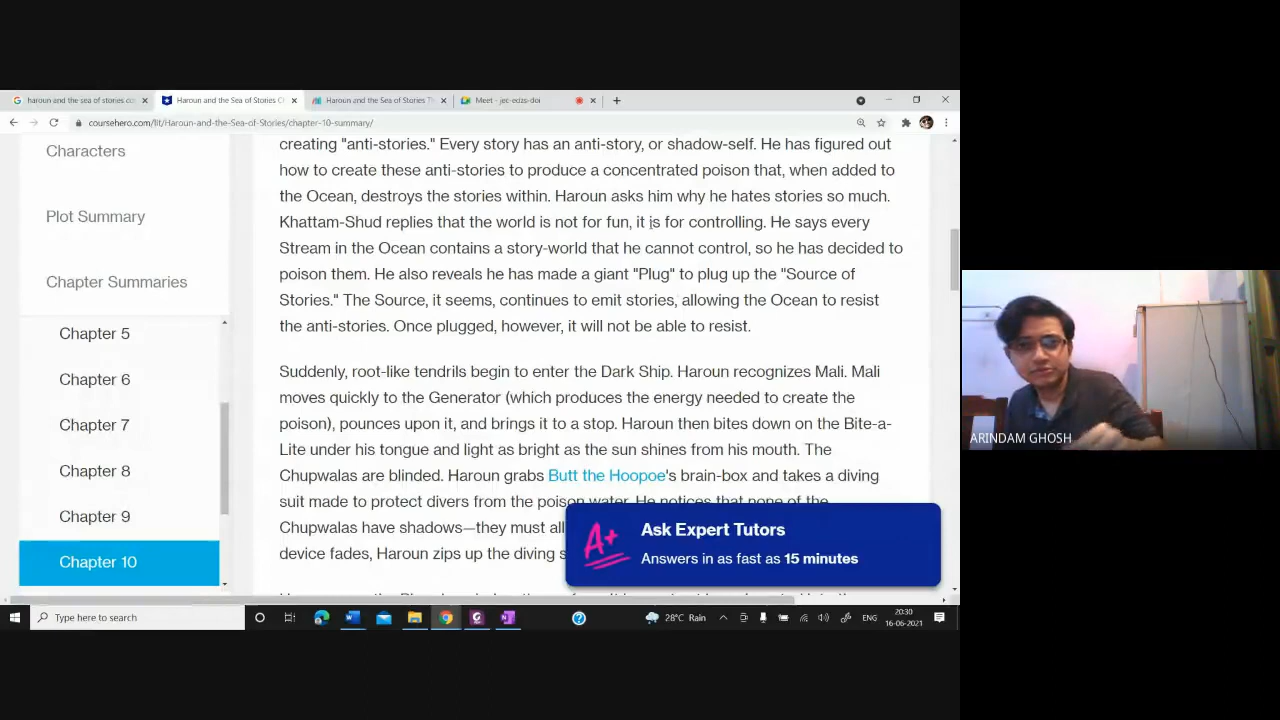 haroun and the sea of stories co
Haroun and the Sea of Stories C
Haroun and the Sea of Stories T
Meet - jec-eqzs-doi
coursehero.com/lit/Haroun-and-the-Sea-of-Stories/chapter-10-summary/
Characters
Plot Summary
Chapter Summaries
Chapter 5
Chapter 6
Chapter 7
Chapter 8
Chapter 9
Chapter 10
creating "anti-stories." Every story has an anti-story, or shadow-self. He has figured out
how to create these anti-stories to produce a concentrated poison that, when added to
the Ocean, destroys the stories within. Haroun asks him why he hates stories so much.
Khattam-Shud replies that the world is not for fun, it is for controlling. He says every
Stream in the Ocean contains a story-world that he cannot control, so he has decided to
poison them. He also reveals he has made a giant "Plug" to plug up the "Source of
Stories." The Source, it seems, continues to emit stories, allowing the Ocean to resist
the anti-stories. Once plugged, however, it will not be able to resist.
Suddenly, root-like tendrils begin to enter the Dark Ship. Haroun recognizes Mali. Mali
moves quickly to the Generator (which produces the energy needed to create the
poison), pounces upon it, and brings it to a stop. Haroun then bites down on the Bite-a-
Lite under his tongue and light as bright as the sun shines from his mouth. The
Chupwalas are blinded. Haroun grabs Butt the Hoopoe's brain-box and takes a diving
suit made to protect divers from the poison water. He notices that none of the
Chupwalas have shadows—they must all
device fades, Haroun zips up the diving s
A+
Ask Expert Tutors
Answers in as fast as 15 minutes
ARINDAM GHOSH
Type here to search
28°C Rain
ENG
20:30
16-06-2021